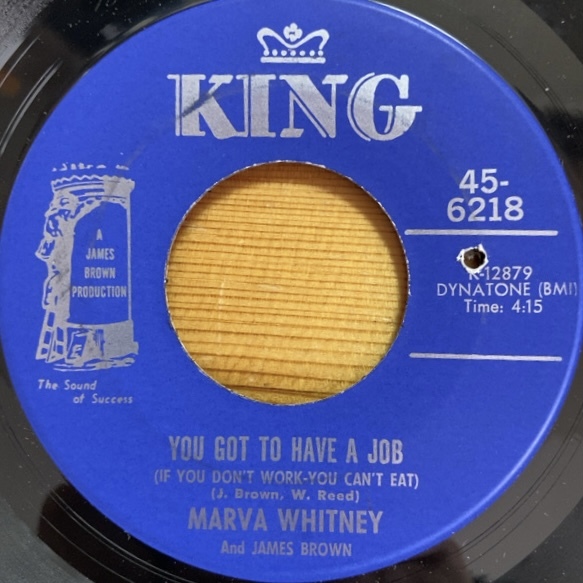 KING
45-
6218
A
JAMES
BROWN
PRODUCTION
K-12879
DYNATONE (BMI)
Time: 4:15
The Sound
of Success
YOU GOT TO HAVE A JOB
(IF YOU DON'T WORK-YOU CAN'T EAT)
(J. Brown, W. Reed)
MARVA WHITNEY
And JAMES BROWN